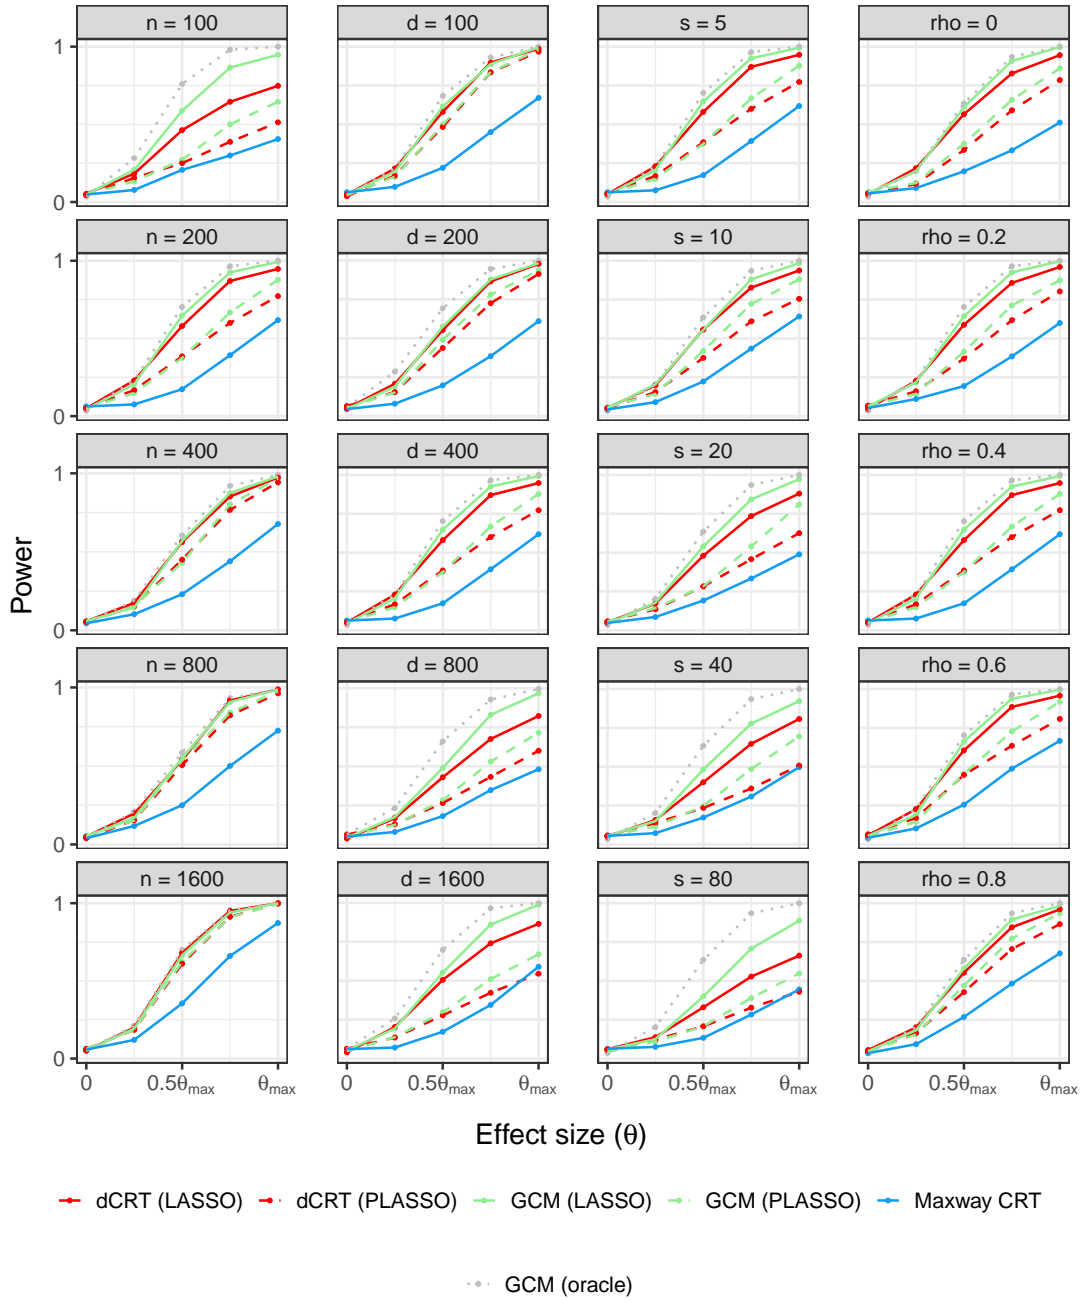 n = 100
d = 100
s = 5
rho = 0
1
0
n = 200
d = 200
s = 10
rho = 0.2
1
0
n = 400
d = 400
s = 20
rho = 0.4
1
0
n = 800
d = 800
s = 40
rho = 0.6
1
0
n = 1600
d = 1600
s = 80
rho = 0.8
1
0
Power
0 0.5θmax θmax
0 0.5θmax θmax
0 0.5θmax θmax
0 0.5θmax θmax
Effect size (θ)
dCRT (LASSO) dCRT (PLASSO) GCM (LASSO) GCM (PLASSO) Maxway CRT
GCM (oracle)